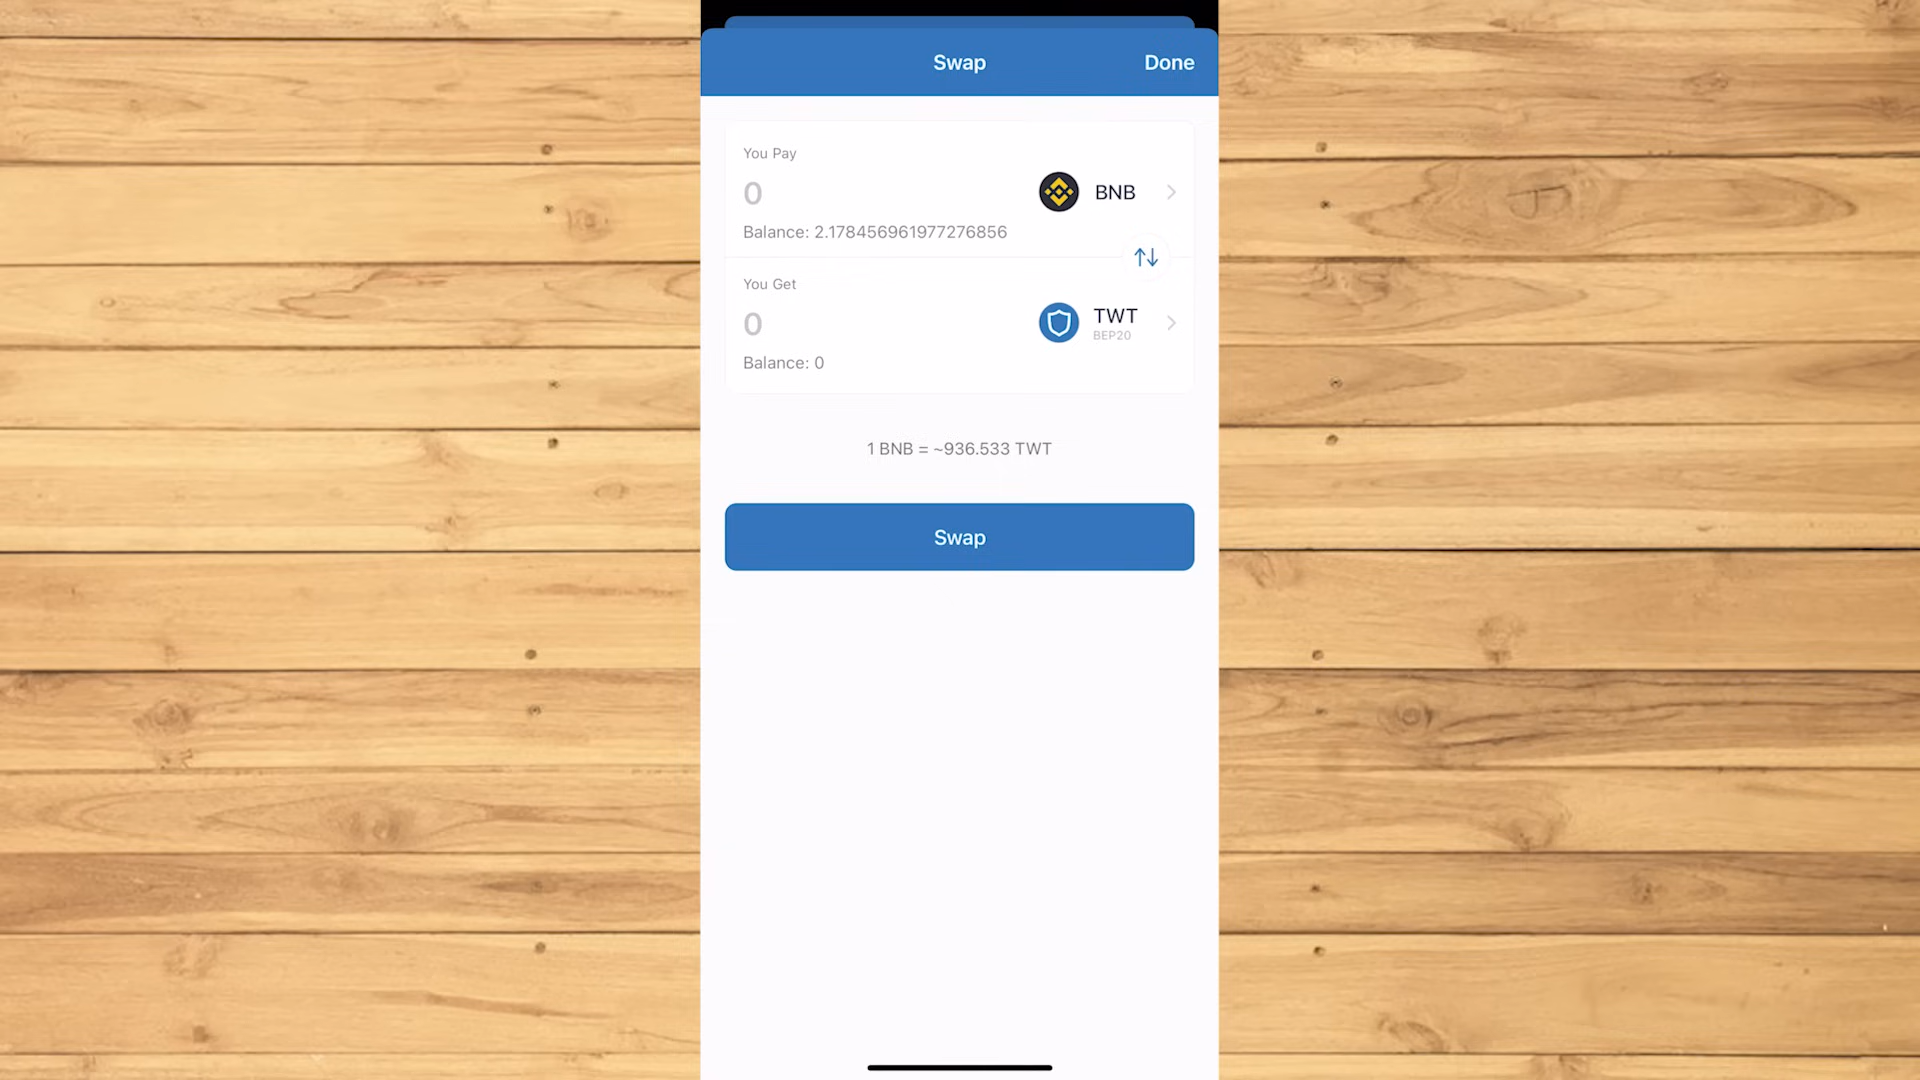 Swap
Done
You Pay
0
BNB
Balance: 2.178456961977276856
You Get
0
TWT
BEP20
Balance: 0
1 BNB = ~936.533 TWT
Swap